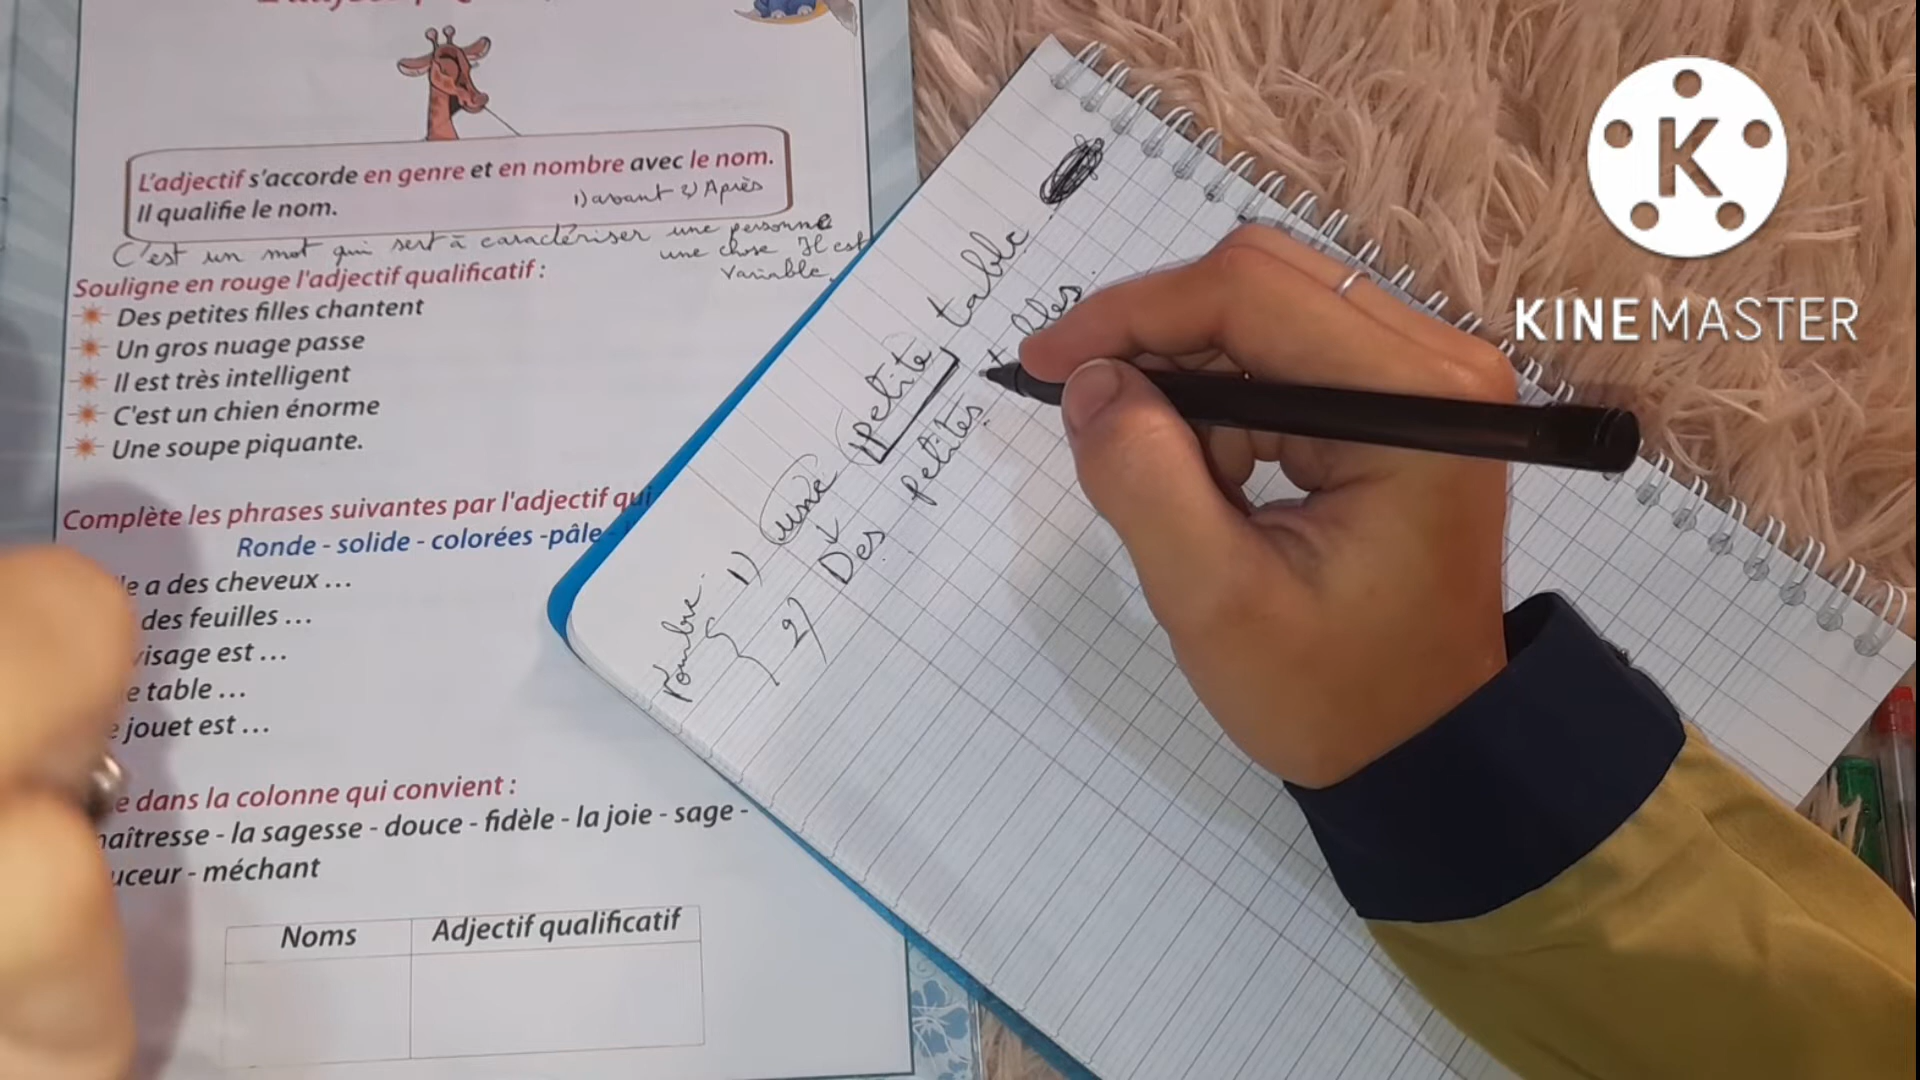 L'adjectif s'accorde en genre et en nombre avec le nom.
Il qualifie le nom.
1) avant 2) Après
C'est un mot qui sert à caractériser une personne
une chose Il est
variable.
Souligne en rouge l'adjectif qualificatif :
Des petites filles chantent
Un gros nuage passe
Il est très intelligent
C'est un chien énorme
Une soupe piquante.
Complète les phrases suivantes par l'adjectif qui
Ronde - solide - colorées -pâle -
a des cheveux ...
des feuilles ...
visage est ...
table ...
jouet est ...
dans la colonne qui convient :
maîtresse - la sagesse - douce - fidèle - la joie - sage -
- méchant
Noms
Adjectif qualificatif
1) une petite table
2) Des petites
KINEMASTER